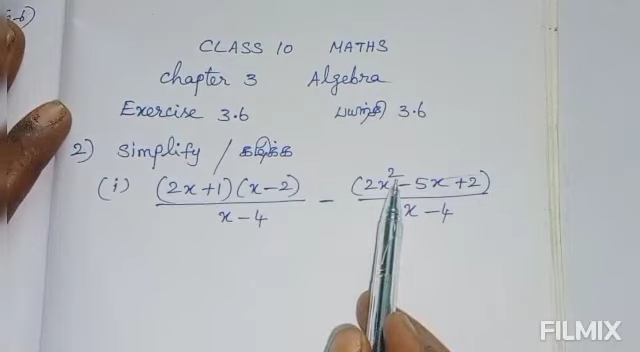 CLASS 10 MATHS
Chapter 3 Algebra
Exercise 3.6 பயிற்சி 3.6
2) Simplify / சுருக்குக
(i) (2x+1)(x-2) / x-4 - (2x²-5x+2) / x-4
FILMIX